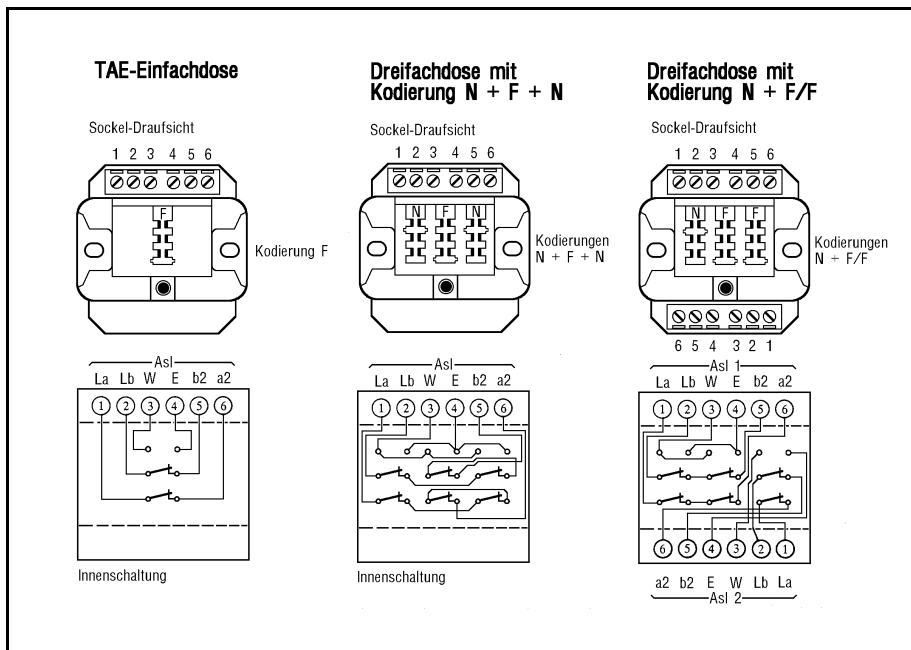 TAE-Einfachdose
Sockel-Draufsicht
1 2 3 4 5 6
F
Kodierung F
Asl
La Lb W E b2 a2
1 2 3 4 5 6
Innenschaltung
Dreifachdose mit
Kodierung N + F + N
Sockel-Draufsicht
1 2 3 4 5 6
N F N
Kodierungen
N + F + N
Asl
La Lb W E b2 a2
1 2 3 4 5 6
Innenschaltung
Dreifachdose mit
Kodierung N + F/F
Sockel-Draufsicht
1 2 3 4 5 6
N F F
Kodierungen
N + F/F
6 5 4 3 2 1
Asl 1
La Lb W E b2 a2
1 2 3 4 5 6
6 5 4 3 2 1
a2 b2 E W Lb La
Asl 2